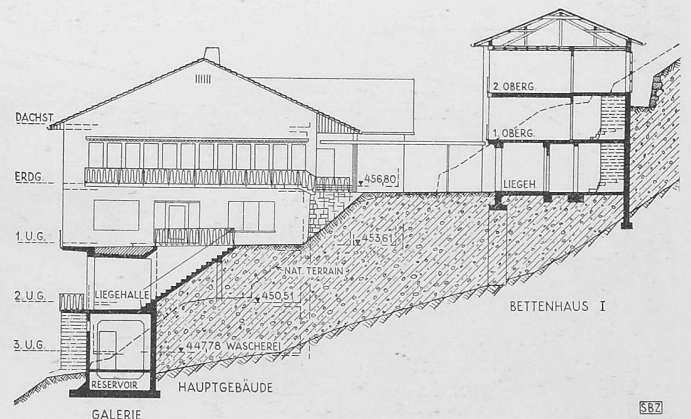 DACHST.
ERDG.
1. U.G.
2. U.G.
3. U.G.
2. OBERG.
1. OBERG.
LIEGEH
456,80
453,61
NAT. TERRAIN
LIEGEHALLE
450,51
447,78 WASCHEREI
RESERVOIR
HAUPTGEBÄUDE
GALERIE
BETTENHAUS I
SBZ